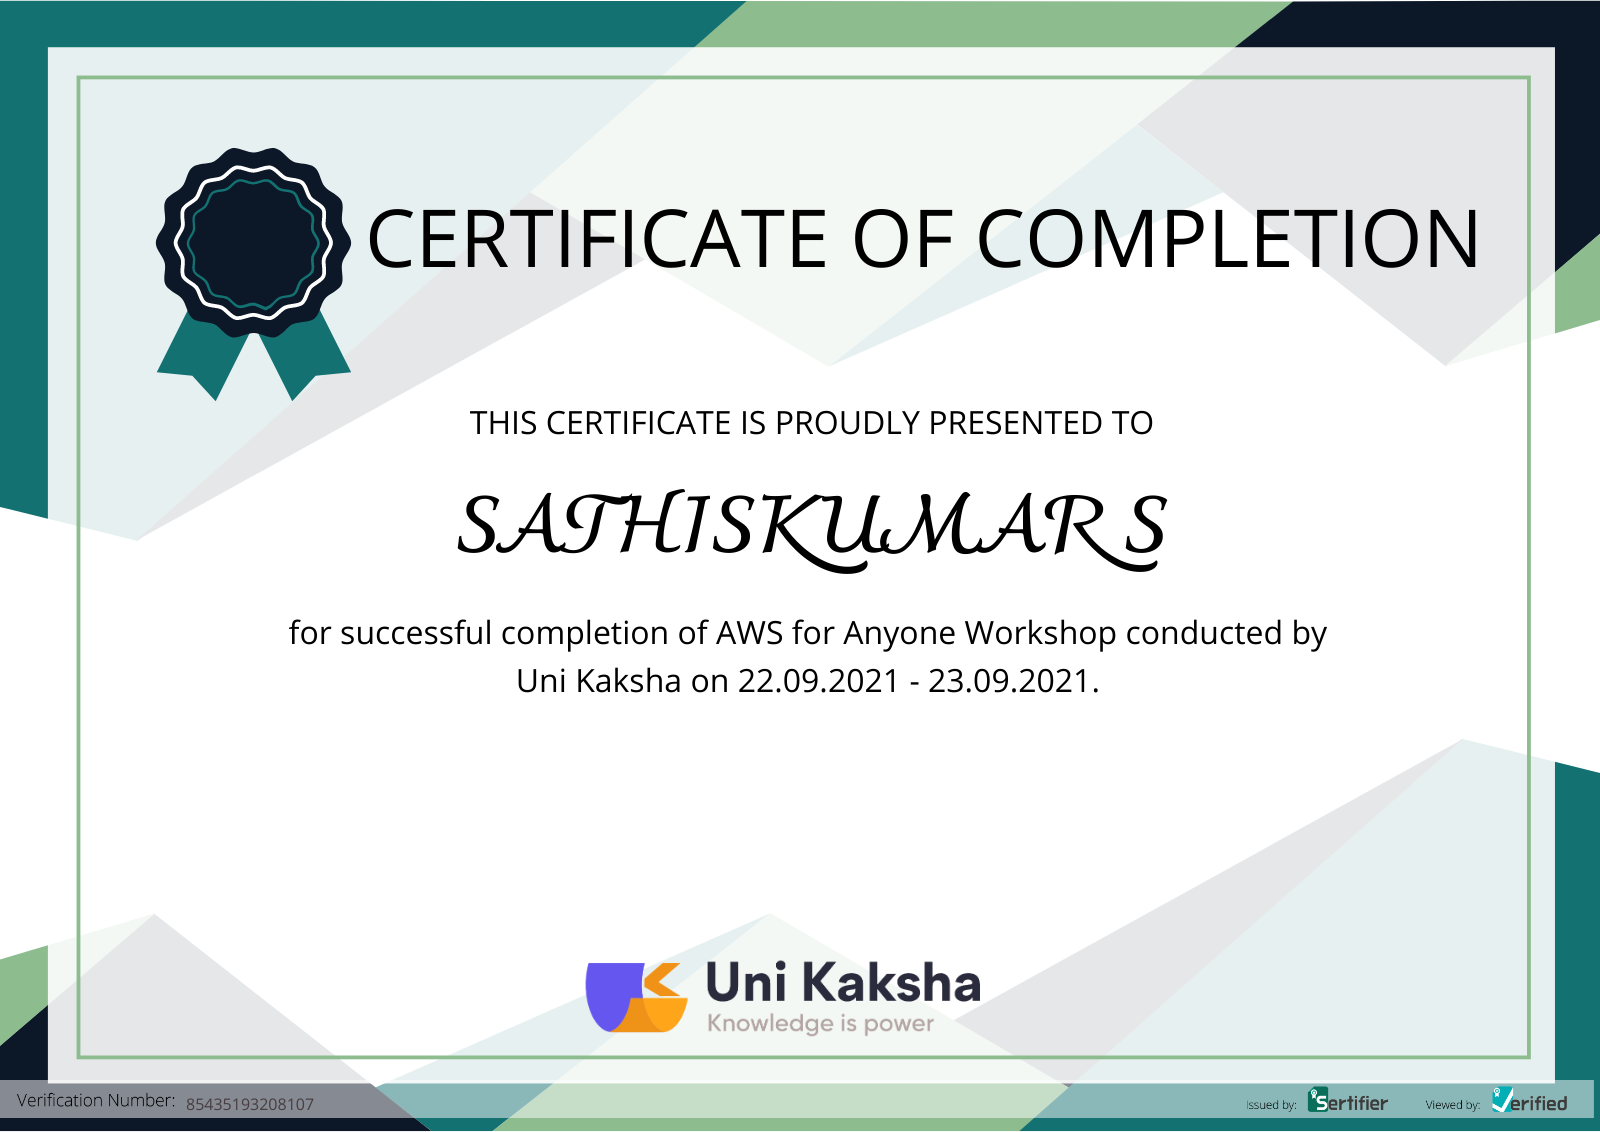 CERTIFICATE OF COMPLETION
THIS CERTIFICATE IS PROUDLY PRESENTED TO
SATHISKUMAR S
for successful completion of AWS for Anyone Workshop conducted by
Uni Kaksha on 22.09.2021 - 23.09.2021.
Uni Kaksha
Knowledge is power
Verification Number: 85435193208107
Issued by: Sertifier Viewed by: Verified